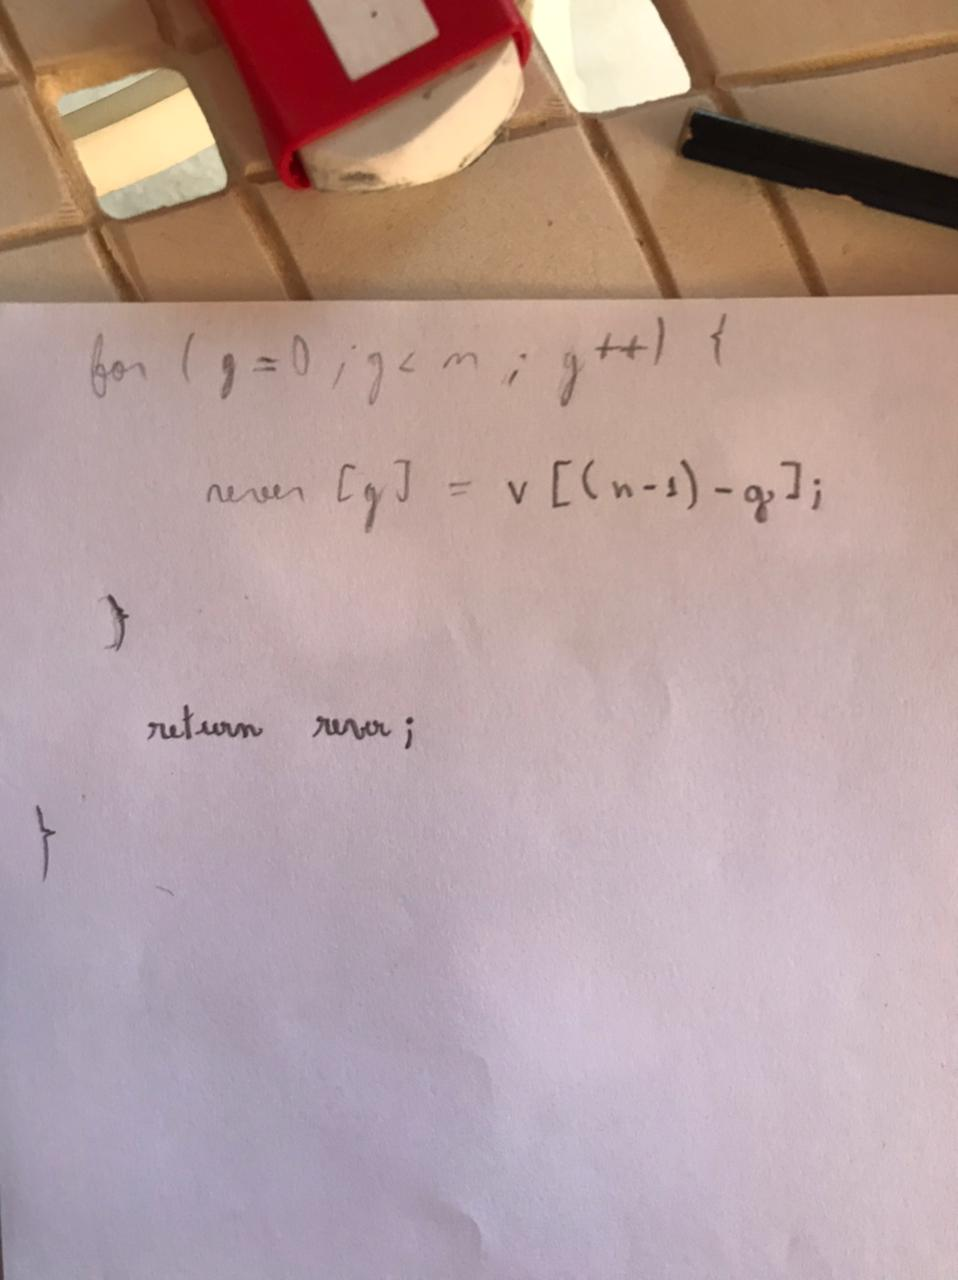 for ( g = 0 ; g < n ; g++) {
rever [g] = v [(n-1) - g];
}
return rever;
}